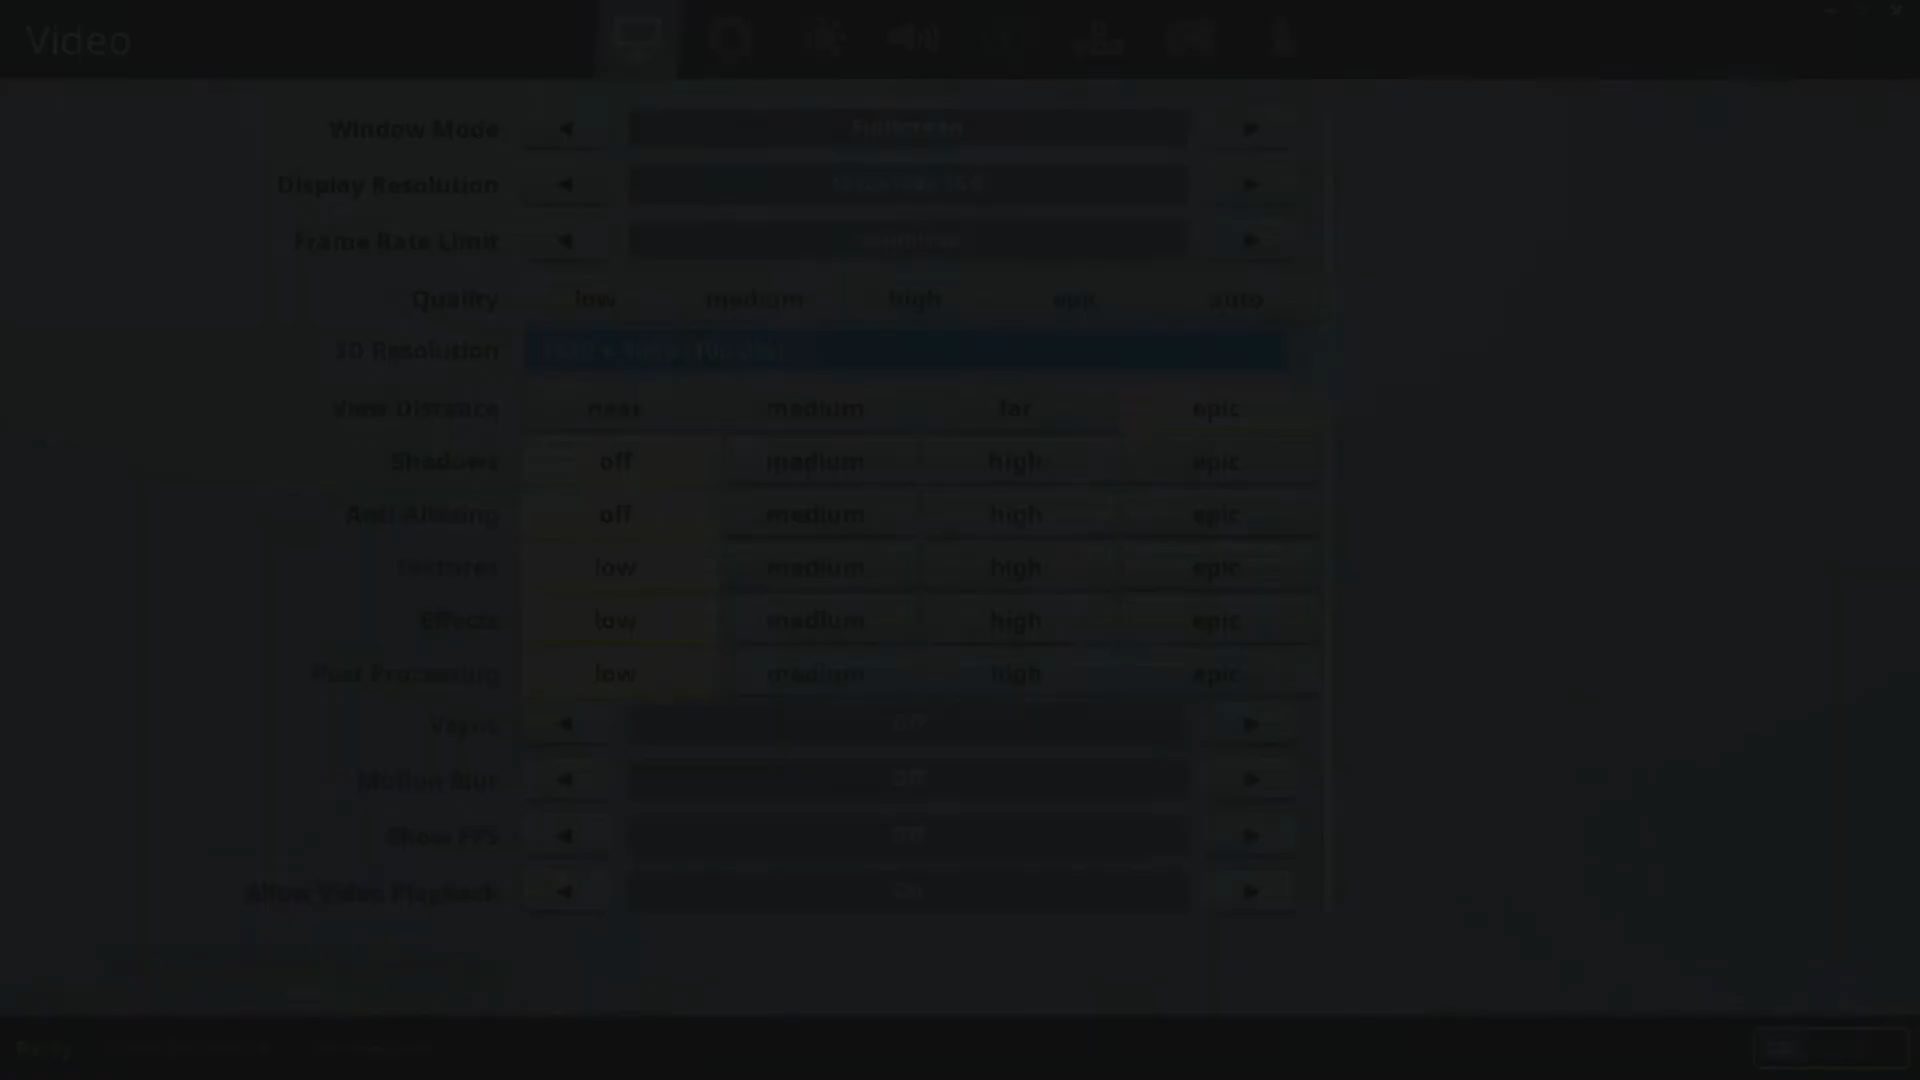 Video
Window Mode
fullscreen
Display Resolution
Frame Rate Limit
Quality low medium high epic auto
3D Resolution
View Distance near medium far epic
Shadows off medium high epic
Anti-Aliasing off medium high epic
Textures low medium high epic
Effects low medium high epic
Post Processing low medium high epic
Vsync Off
Motion Blur Off
Show FPS Off
Allow Video Playback On
Party